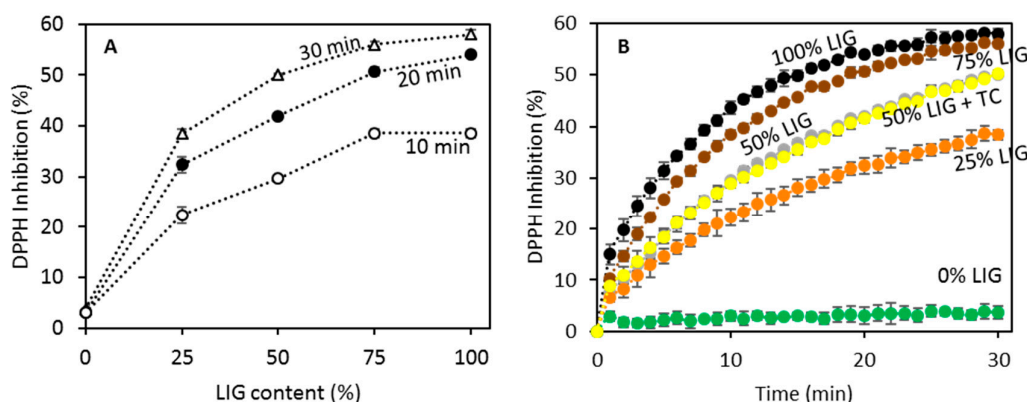 A
DPPH Inhibition (%)
60
50
40
30
20
10
0
30 min
20 min
10 min
0
25
50
75
100
LIG content (%)
B
DPPH Inhibition (%)
60
50
40
30
20
10
0
100% LIG
75% LIG
50% LIG
50% LIG + TC
25% LIG
0% LIG
0
10
20
30
Time (min)